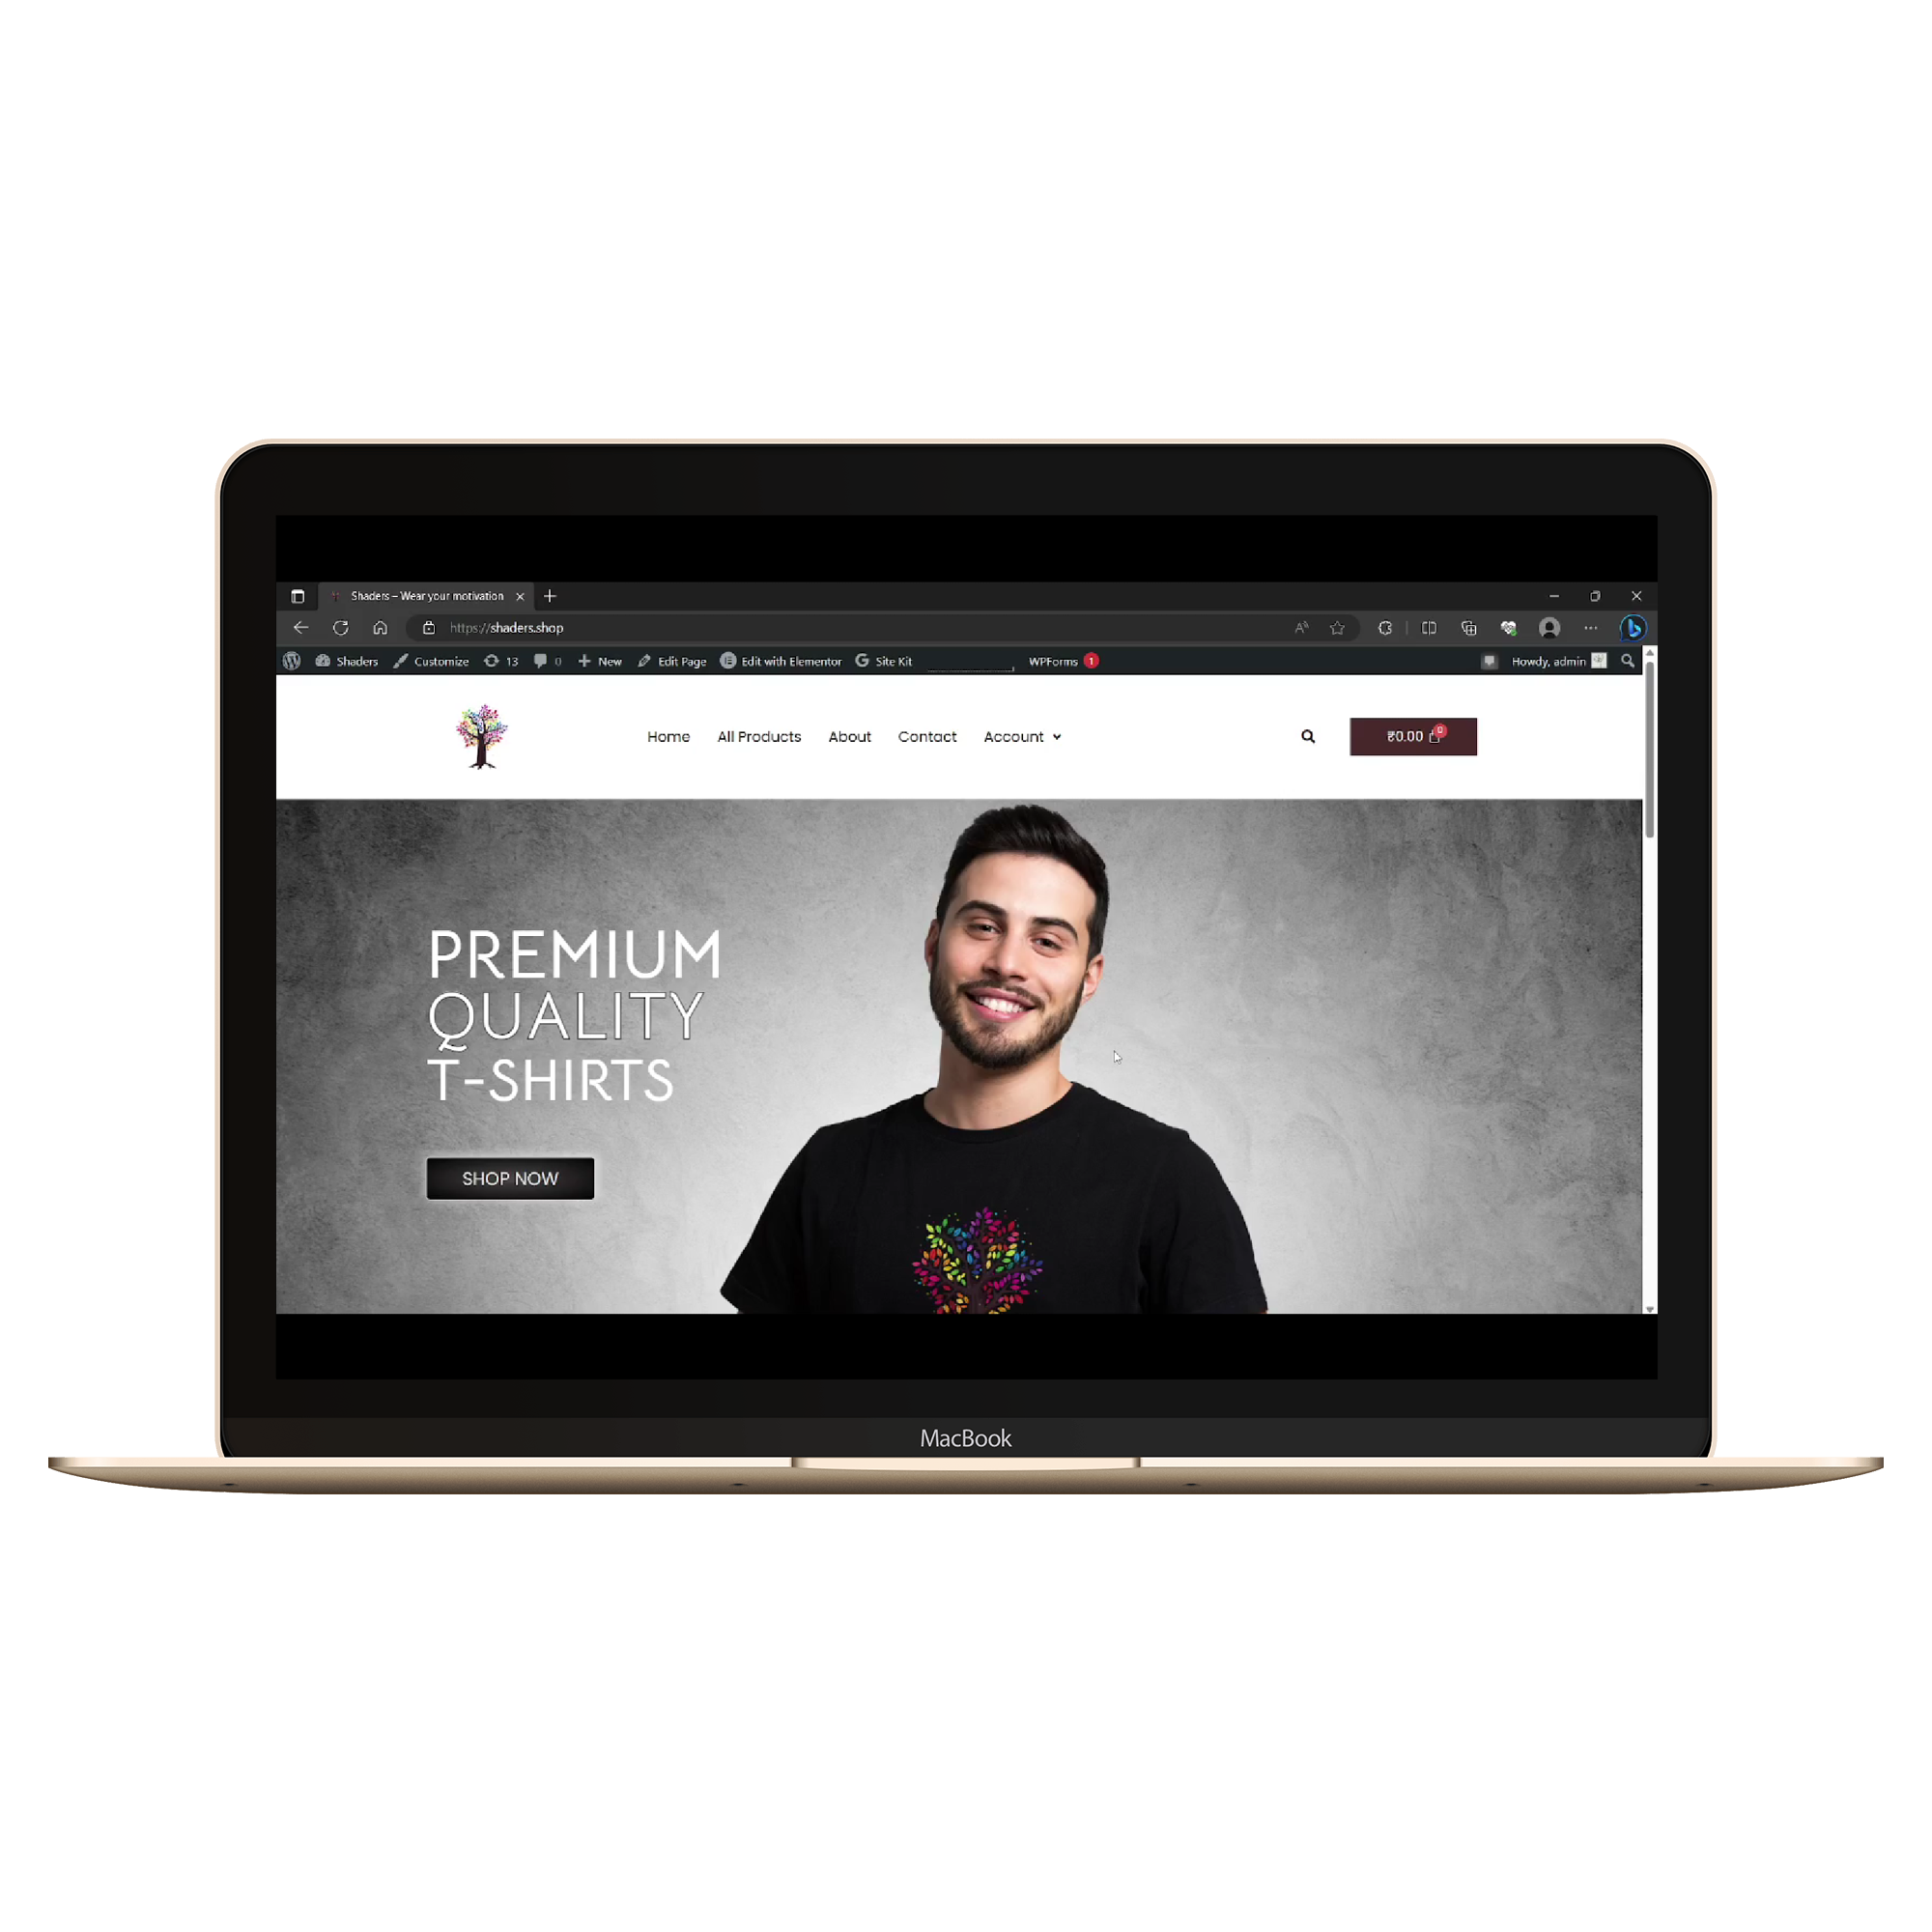 Shaders – Wear your motivation
https://shaders.shop
Shaders Customize 13 0 New Edit Page Edit with Elementor Site Kit WPForms 1 Howdy, admin
Home All Products About Contact Account ₹0.00 0
PREMIUM
QUALITY
T-SHIRTS
SHOP NOW
MacBook